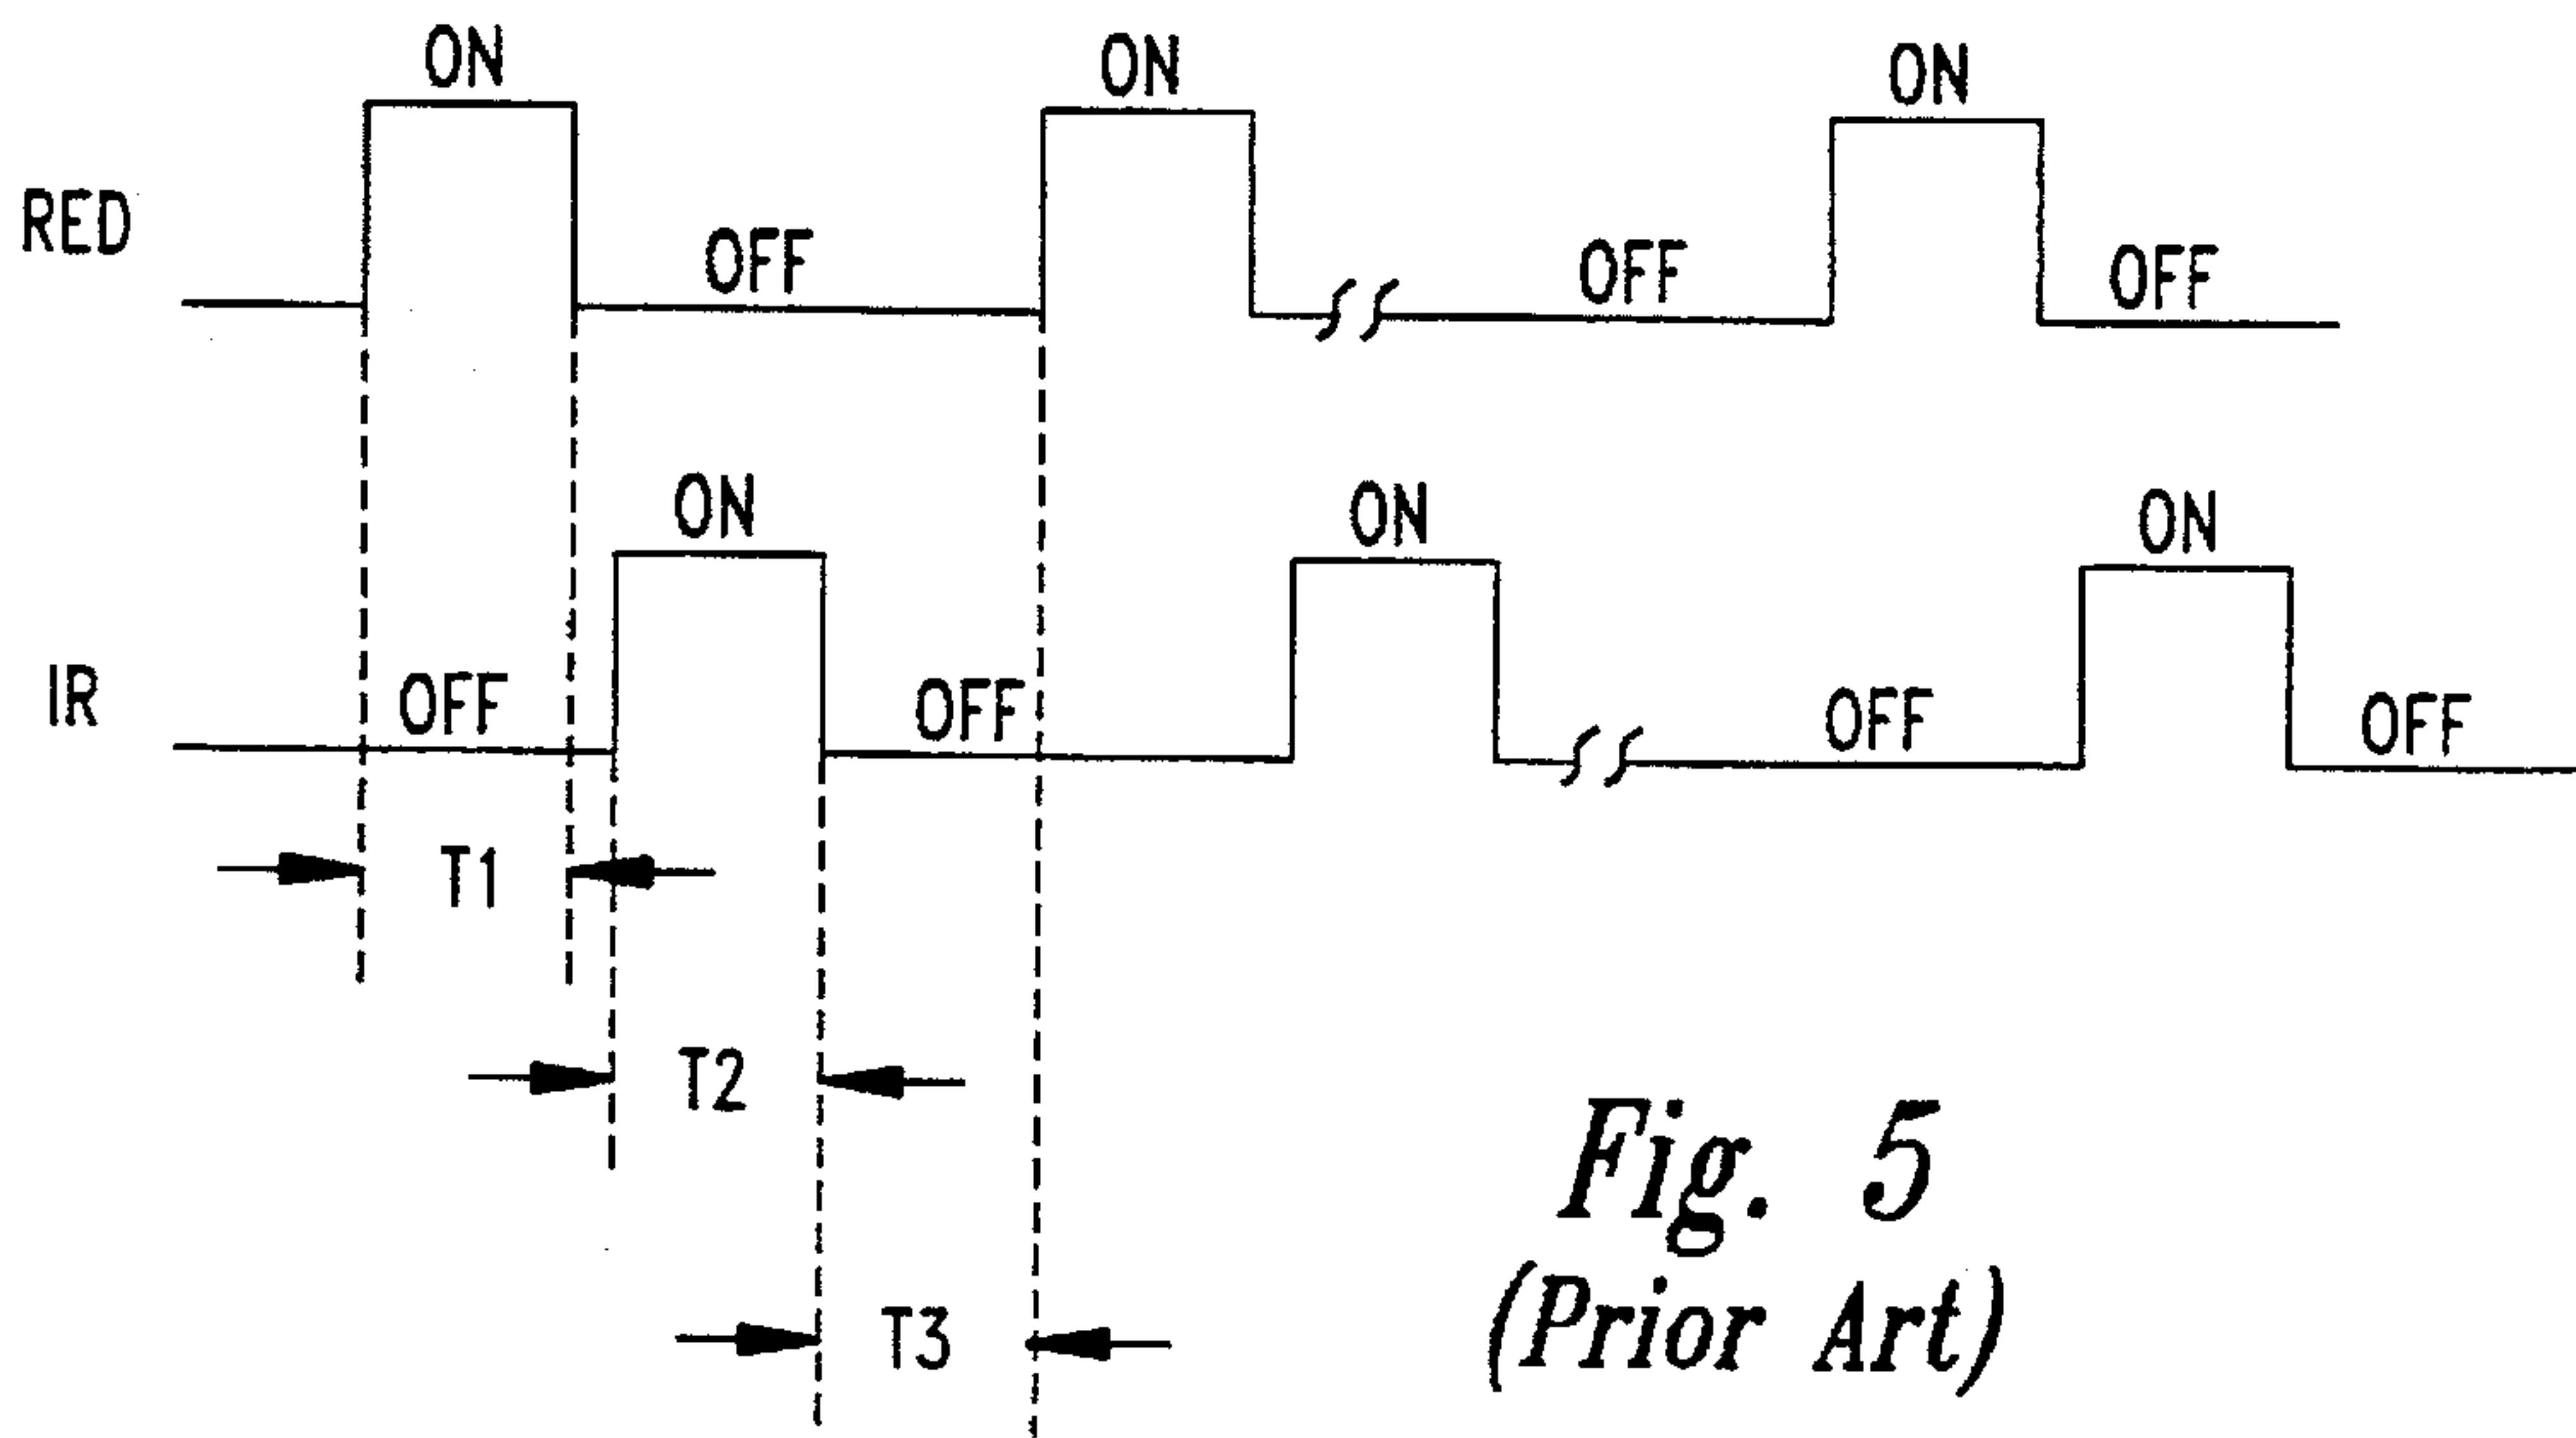 ON ON ON
RED OFF OFF OFF
ON ON ON
IR OFF OFF OFF OFF
T1
T2
T3
Fig. 5
(Prior Art)